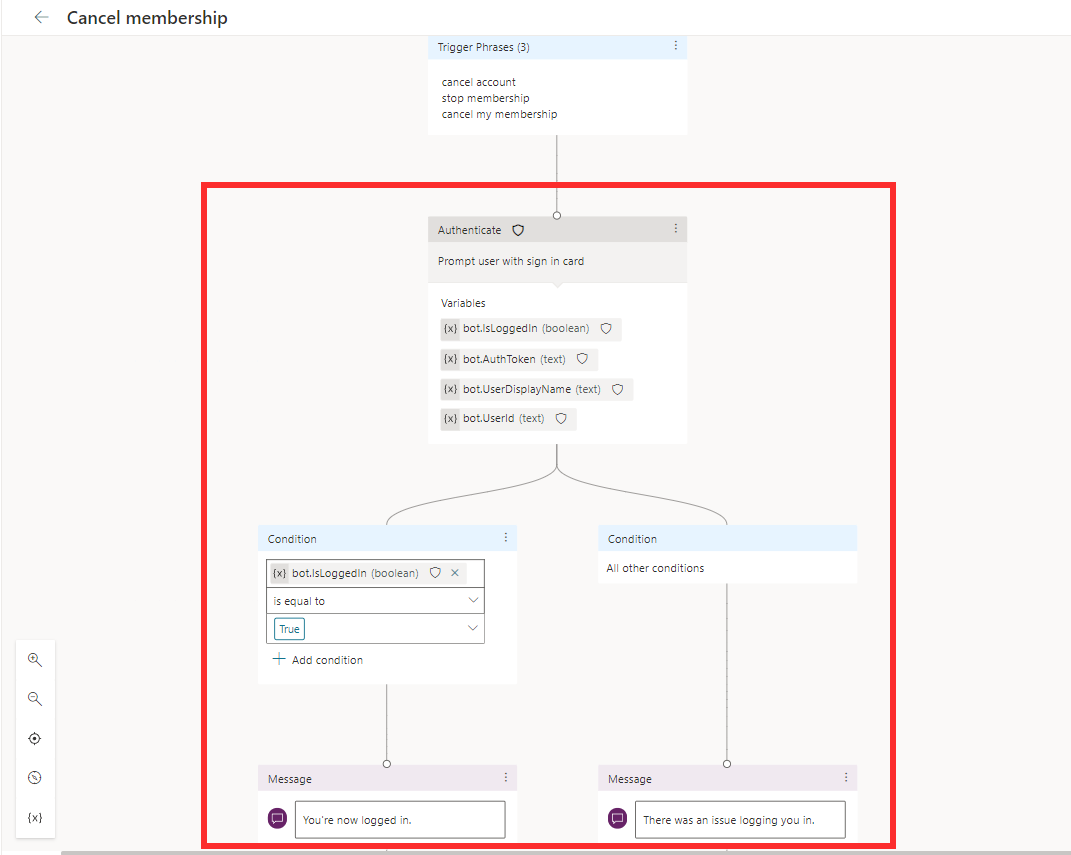 Cancel membership
Trigger Phrases (3)
cancel account
stop membership
cancel my membership
Authenticate
Prompt user with sign in card
Variables
{x} bot.IsLoggedIn (boolean)
{x} bot.AuthToken (text)
{x} bot.UserDisplayName (text)
{x} bot.UserId (text)
Condition
{x} bot.IsLoggedIn (boolean)
is equal to
True
Add condition
Condition
All other conditions
Message
You're now logged in.
Message
There was an issue logging you in.
{x}